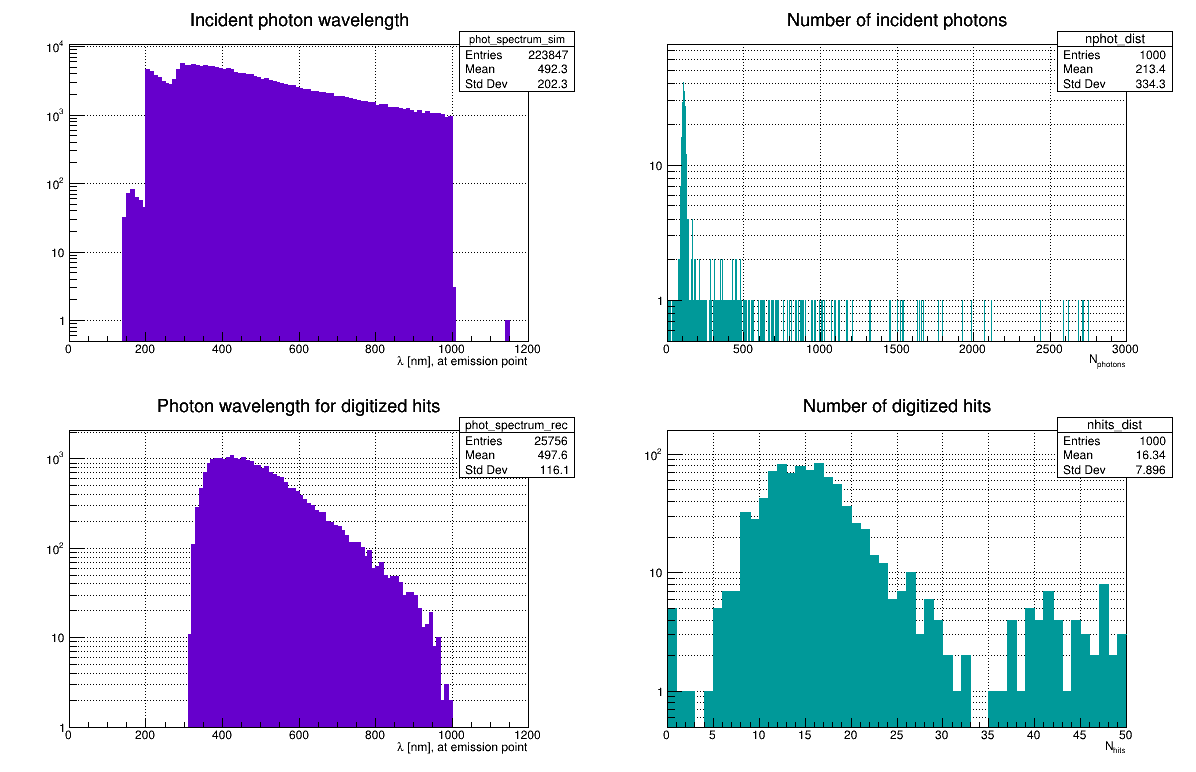 Incident photon wavelength
phot_spectrum_sim
Entries 223847
Mean 492.3
Std Dev 202.3
10^4
10^3
10^2
10
1
0 200 400 600 800 1000 1200
λ [nm], at emission point
Number of incident photons
nphot_dist
Entries 1000
Mean 213.4
Std Dev 334.3
10
1
0 500 1000 1500 2000 2500 3000
N_photons
Photon wavelength for digitized hits
phot_spectrum_rec
Entries 25756
Mean 497.6
Std Dev 116.1
10^3
10^2
10
1
0 200 400 600 800 1000 1200
λ [nm], at emission point
Number of digitized hits
nhits_dist
Entries 1000
Mean 16.34
Std Dev 7.896
10^2
10
1
0 5 10 15 20 25 30 35 40 45 50
N_hits